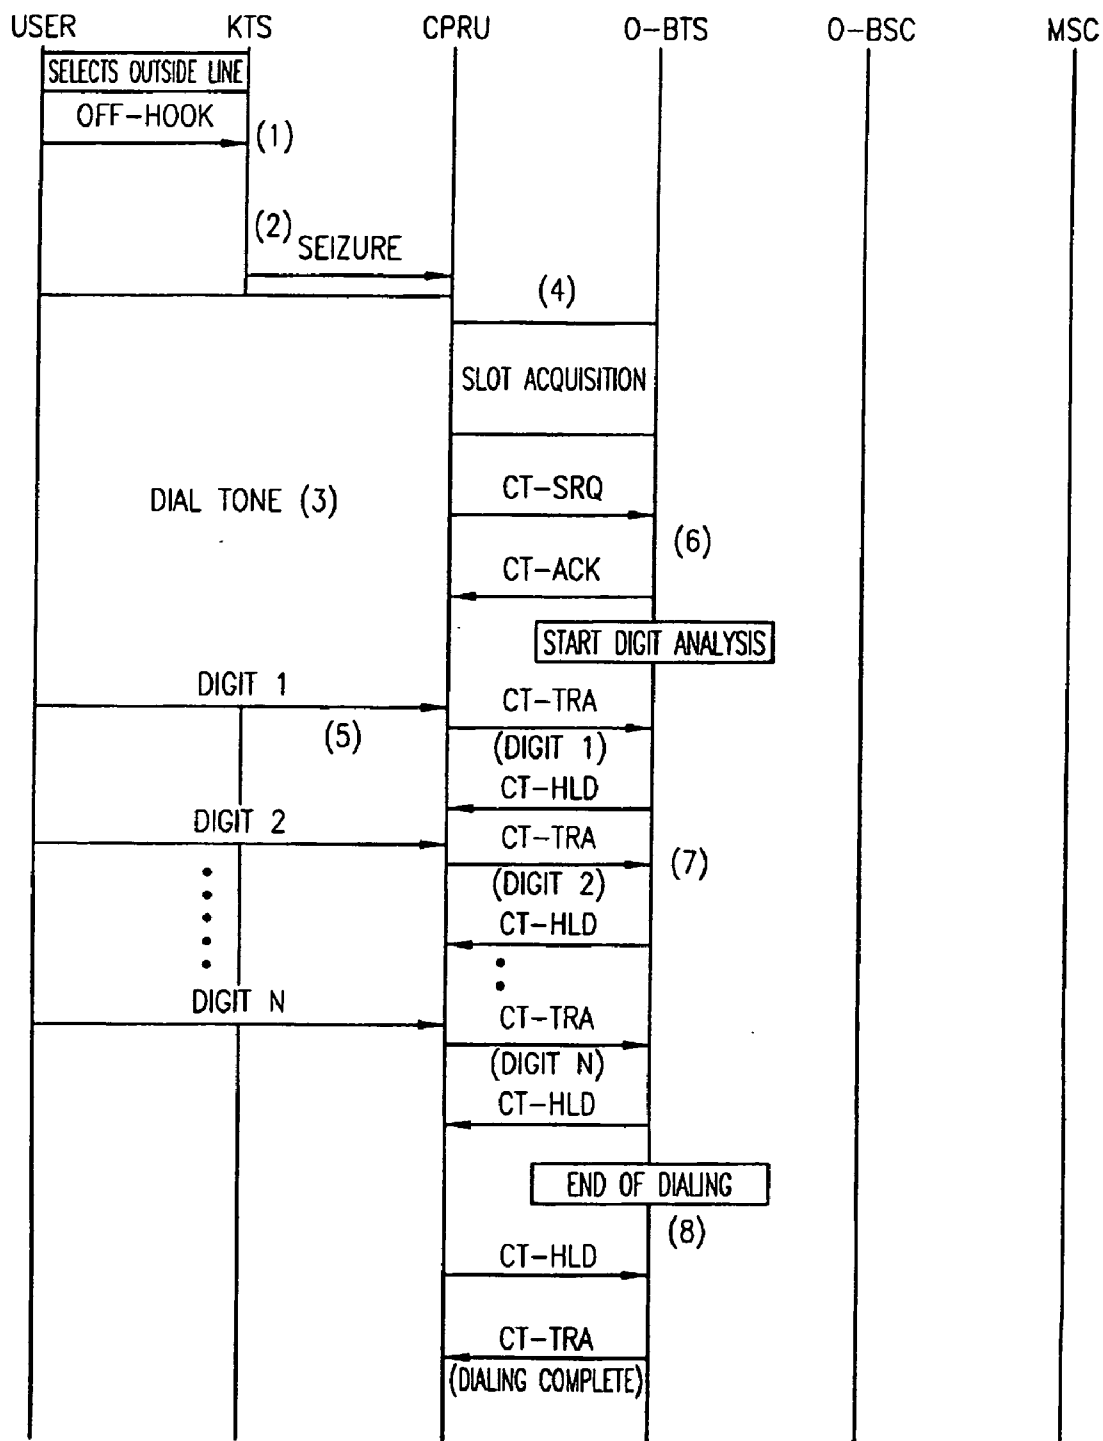 USER KTS CPRU O-BTS O-BSC MSC
SELECTS OUTSIDE LINE
OFF-HOOK
(1)
(2)
SEIZURE
(4)
SLOT ACQUISITION
DIAL TONE (3)
CT-SRQ
(6)
CT-ACK
START DIGIT ANALYSIS
DIGIT 1
CT-TRA
(5)
(DIGIT 1)
CT-HLD
DIGIT 2
CT-TRA
(7)
(DIGIT 2)
CT-HLD
DIGIT N
CT-TRA
(DIGIT N)
CT-HLD
END OF DIALING
(8)
CT-HLD
CT-TRA
(DIALING COMPLETE)